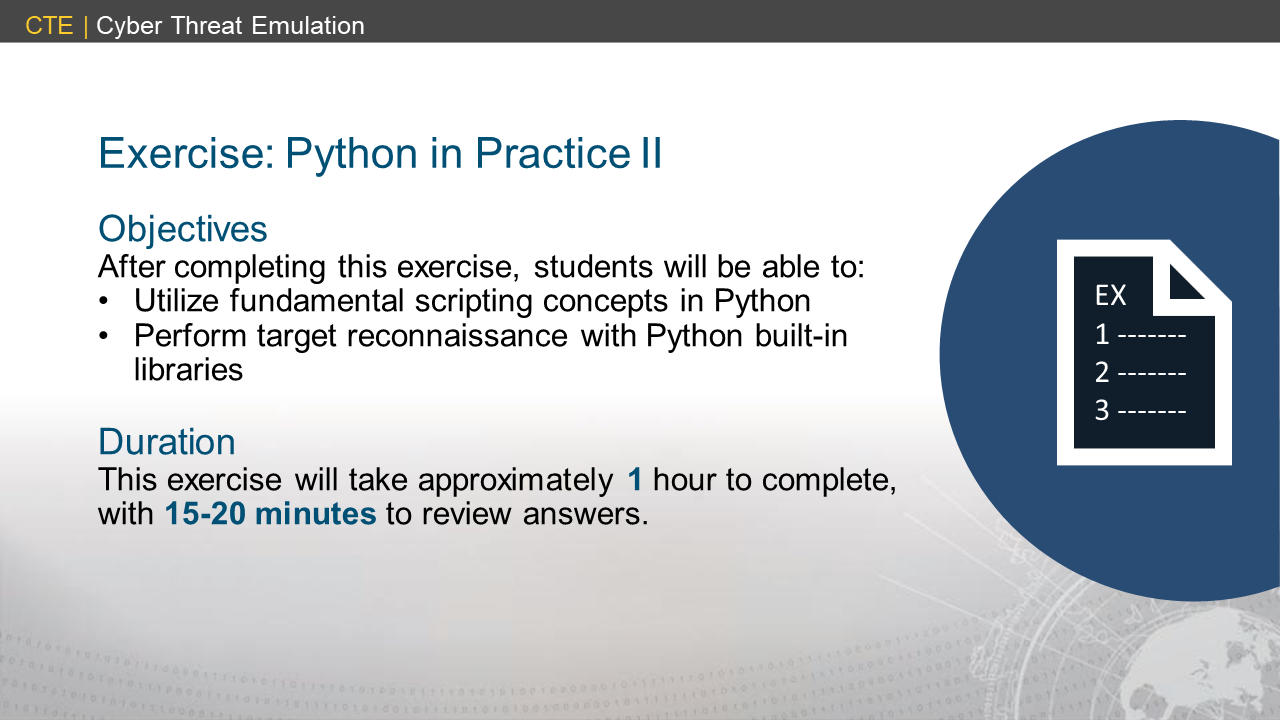 CTE | Cyber Threat Emulation
Exercise: Python in Practice II
Objectives
After completing this exercise, students will be able to:
• Utilize fundamental scripting concepts in Python
• Perform target reconnaissance with Python built-in
libraries
Duration
This exercise will take approximately 1 hour to complete,
with 15-20 minutes to review answers.
EX
1 -------
2 -------
3 -------